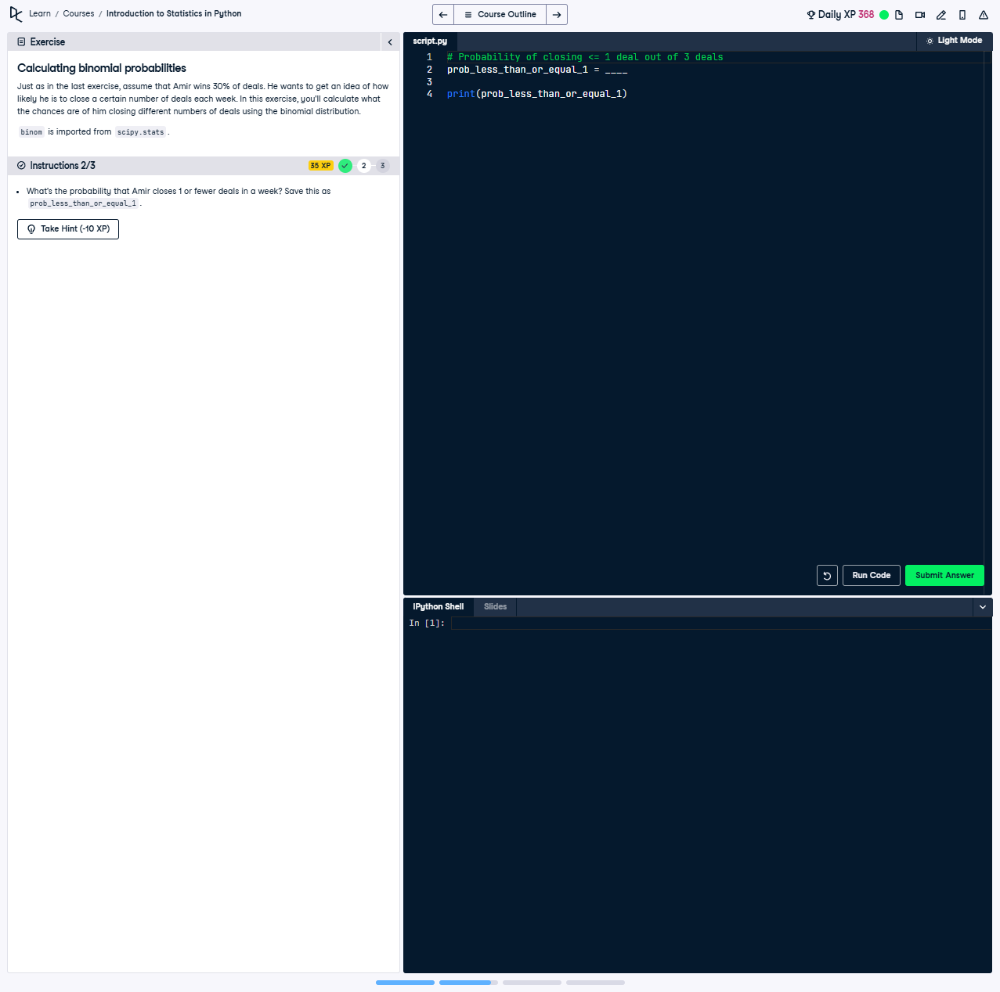 Learn / Courses / Introduction to Statistics in Python
Course Outline
Daily XP 368
Exercise
Calculating binomial probabilities
Just as in the last exercise, assume that Amir wins 30% of deals. He wants to get an idea of how
likely he is to close a certain number of deals each week. In this exercise, you'll calculate what
the chances are of him closing different numbers of deals using the binomial distribution.
binom is imported from scipy.stats.
Instructions 2/3
35 XP
2
3
What's the probability that Amir closes 1 or fewer deals in a week? Save this as
prob_less_than_or_equal_1.
Take Hint (-10 XP)
script.py
Light Mode
1 # Probability of closing <= 1 deal out of 3 deals
2 prob_less_than_or_equal_1 = ____
3
4 print(prob_less_than_or_equal_1)
Run Code
Submit Answer
IPython Shell
Slides
In [1]: